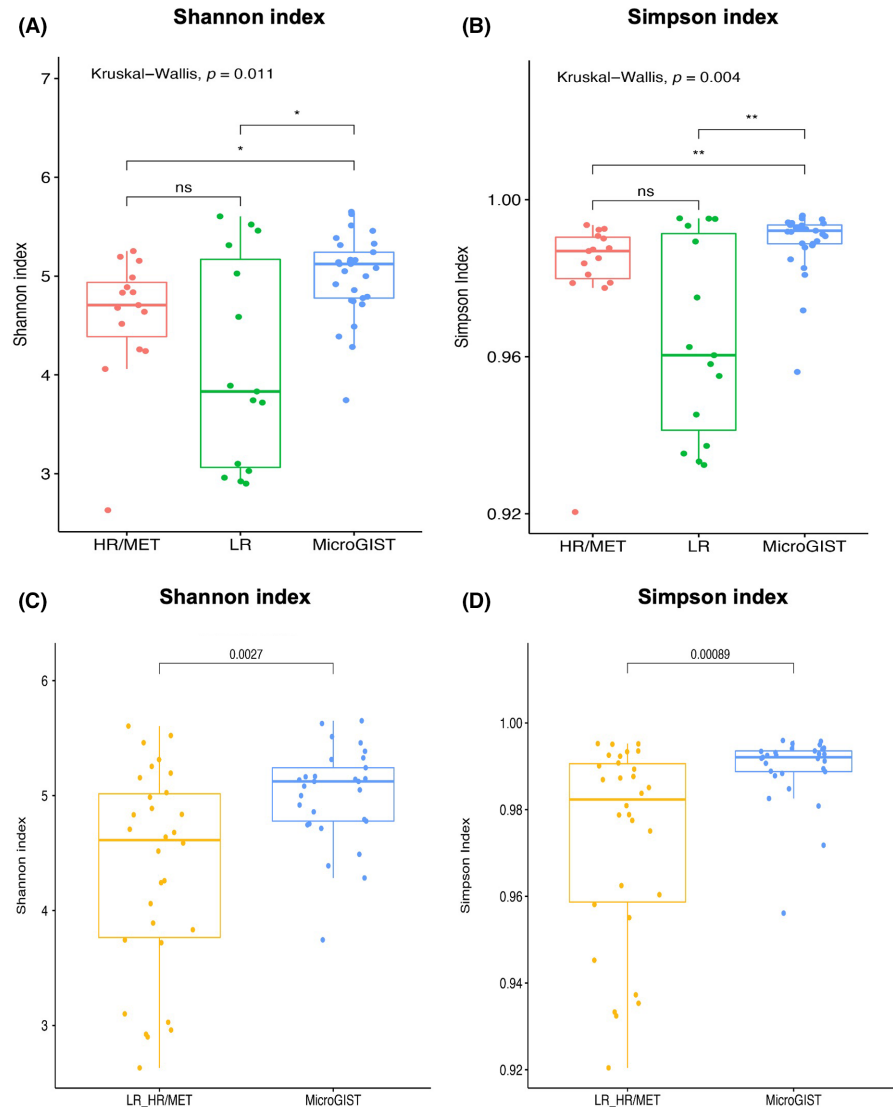 (A)
Shannon index
Kruskal–Wallis, p = 0.011
*
*
ns
7
6
5
4
3
Shannon index
HR/MET LR MicroGIST
(B)
Simpson index
Kruskal–Wallis, p = 0.004
**
**
ns
1.00
0.96
0.92
Simpson Index
HR/MET LR MicroGIST
(C)
Shannon index
0.0027
6
5
4
3
Shannon index
LR_HR/MET MicroGIST
(D)
Simpson index
0.00089
1.00
0.98
0.96
0.94
0.92
Simpson Index
LR_HR/MET MicroGIST